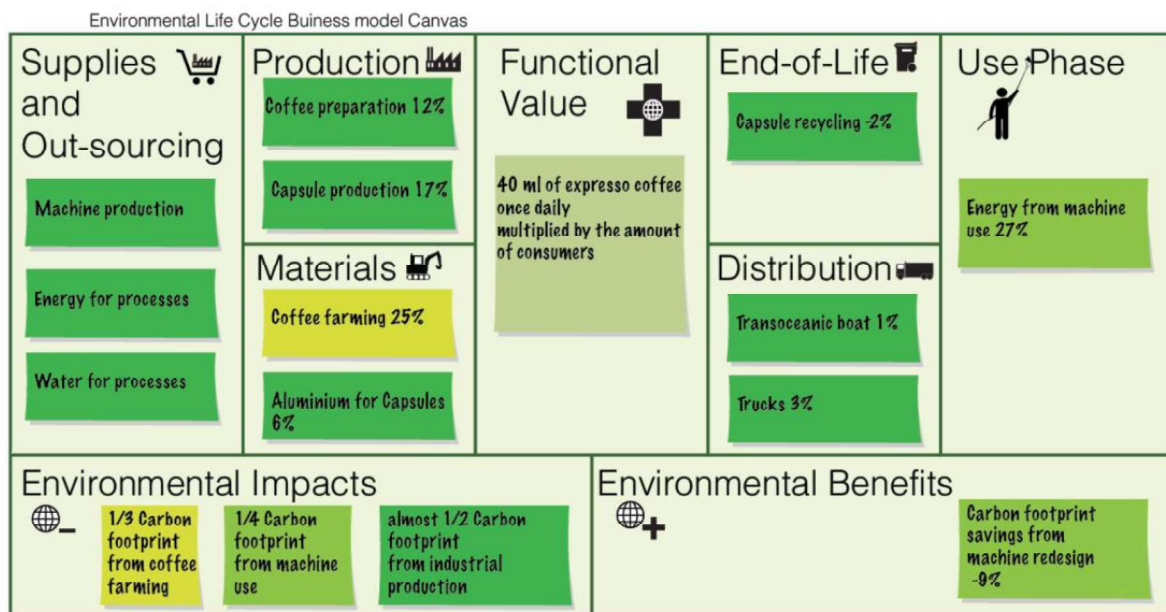 Environmental Life Cycle Buiness model Canvas
Supplies
and
Out-sourcing
Machine production
Energy for processes
Water for processes
Production
Coffee preparation 12%
Capsule production 17%
Materials
Coffee farming 25%
Aluminium for Capsules
6%
Functional
Value
40 ml of expresso coffee
once daily
multiplied by the amount
of consumers
End-of-Life
Capsule recycling -2%
Distribution
Transoceanic boat 1%
Trucks 3%
Use Phase
Energy from machine
use 27%
Environmental Impacts
1/3 Carbon
footprint
from coffee
farming
1/4 Carbon
footprint
from machine
use
almost 1/2 Carbon
footprint
from industrial
production
Environmental Benefits
Carbon footprint
savings from
machine redesign
-9%